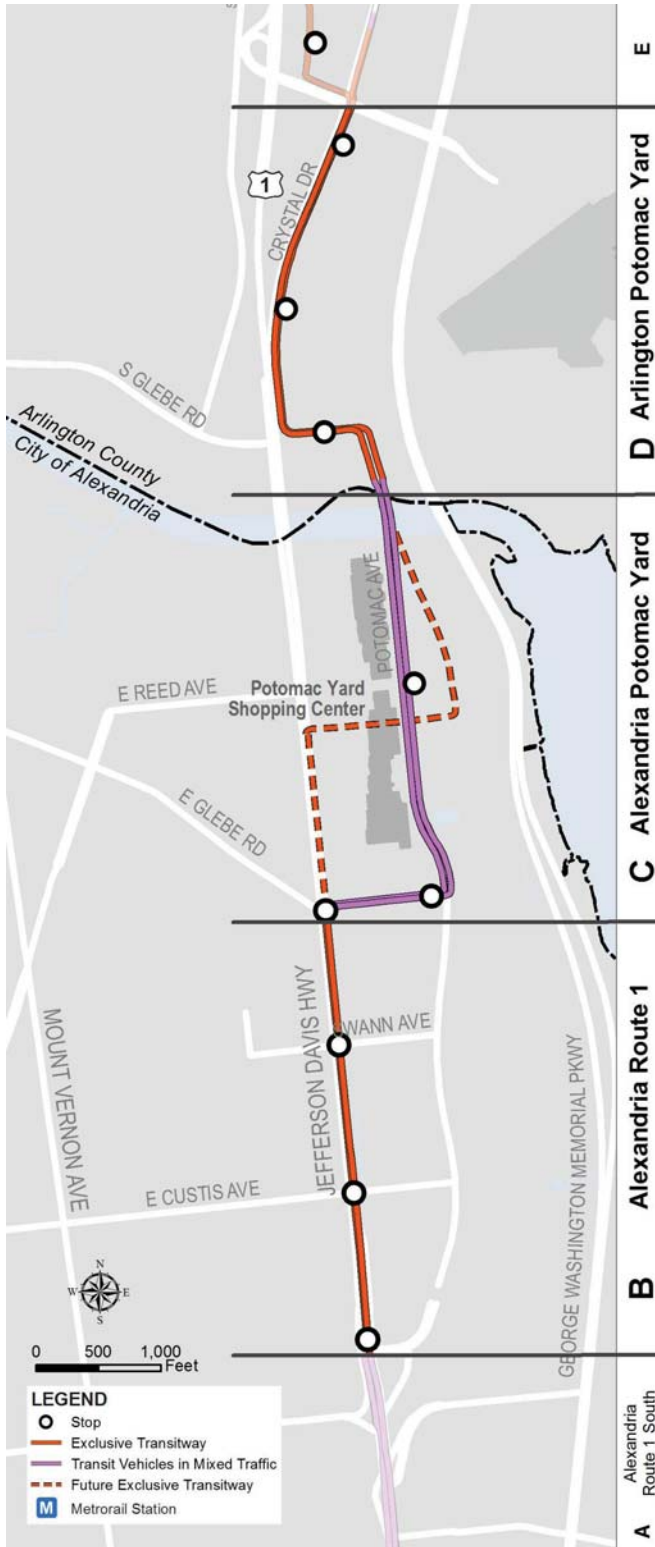 E
1
CRYSTAL DR
Arlington Potomac Yard
D
S GLEBE RD
Arlington County
City of Alexandria
POTOMAC AVE
E REED AVE
Potomac Yard
Shopping Center
Alexandria Potomac Yard
C
E GLEBE RD
JEFFERSON DAVIS HWY
WANN AVE
MOUNT VERNON AVE
E CUSTIS AVE
GEORGE WASHINGTON MEMORIAL PKWY
Alexandria Route 1
B
N
W E
S
0 500 1,000
Feet
LEGEND
Stop
Exclusive Transitway
Transit Vehicles in Mixed Traffic
Future Exclusive Transitway
M Metrorail Station
Alexandria
Route 1 South
A